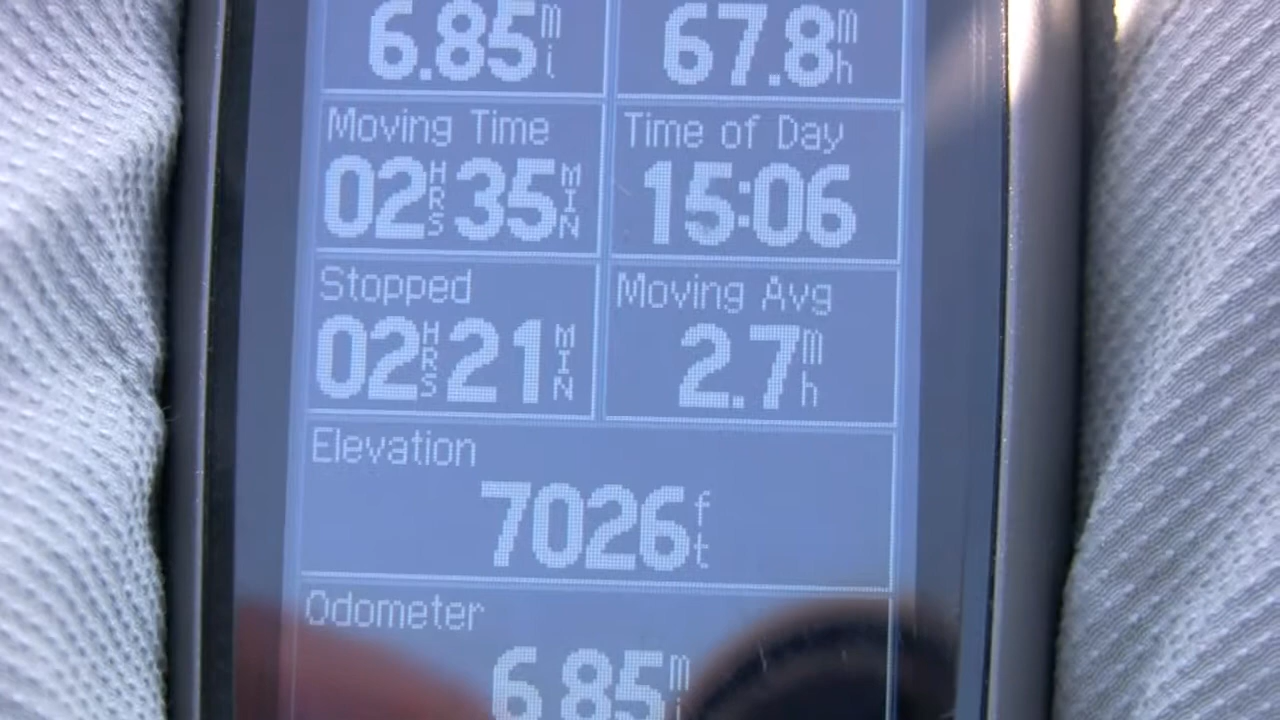 6.85 mi 67.8 mh
Moving Time Time of Day
02 HRS 35 MIN 15:06
Stopped Moving Avg
02 HRS 21 MIN 2.7 mh
Elevation
7026 ft
Odometer
6.85 mi